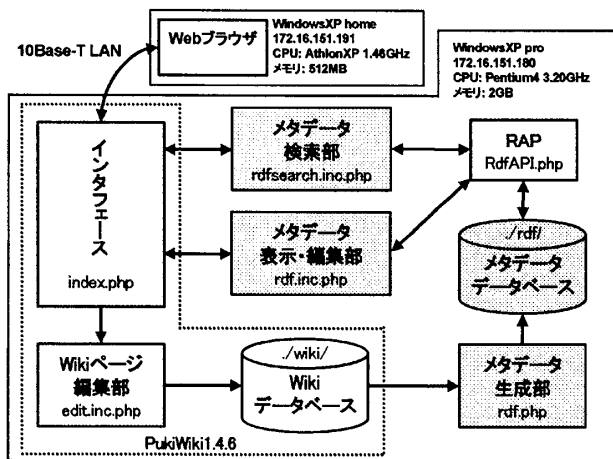 10Base-T LAN
Webブラウザ
WindowsXP home
172.16.151.191
CPU: AthlonXP 1.46GHz
メモリ: 512MB
WindowsXP pro
172.16.151.180
CPU: Pentium4 3.20GHz
メモリ: 2GB
インタフェース
index.php
メタデータ
検索部
rdfsearch.inc.php
RAP
RdfAPI.php
メタデータ
表示・編集部
rdf.inc.php
./rdf/
メタデータ
データベース
Wikiページ
編集部
edit.inc.php
./wiki/
Wiki
データベース
メタデータ
生成部
rdf.php
PukiWiki1.4.6